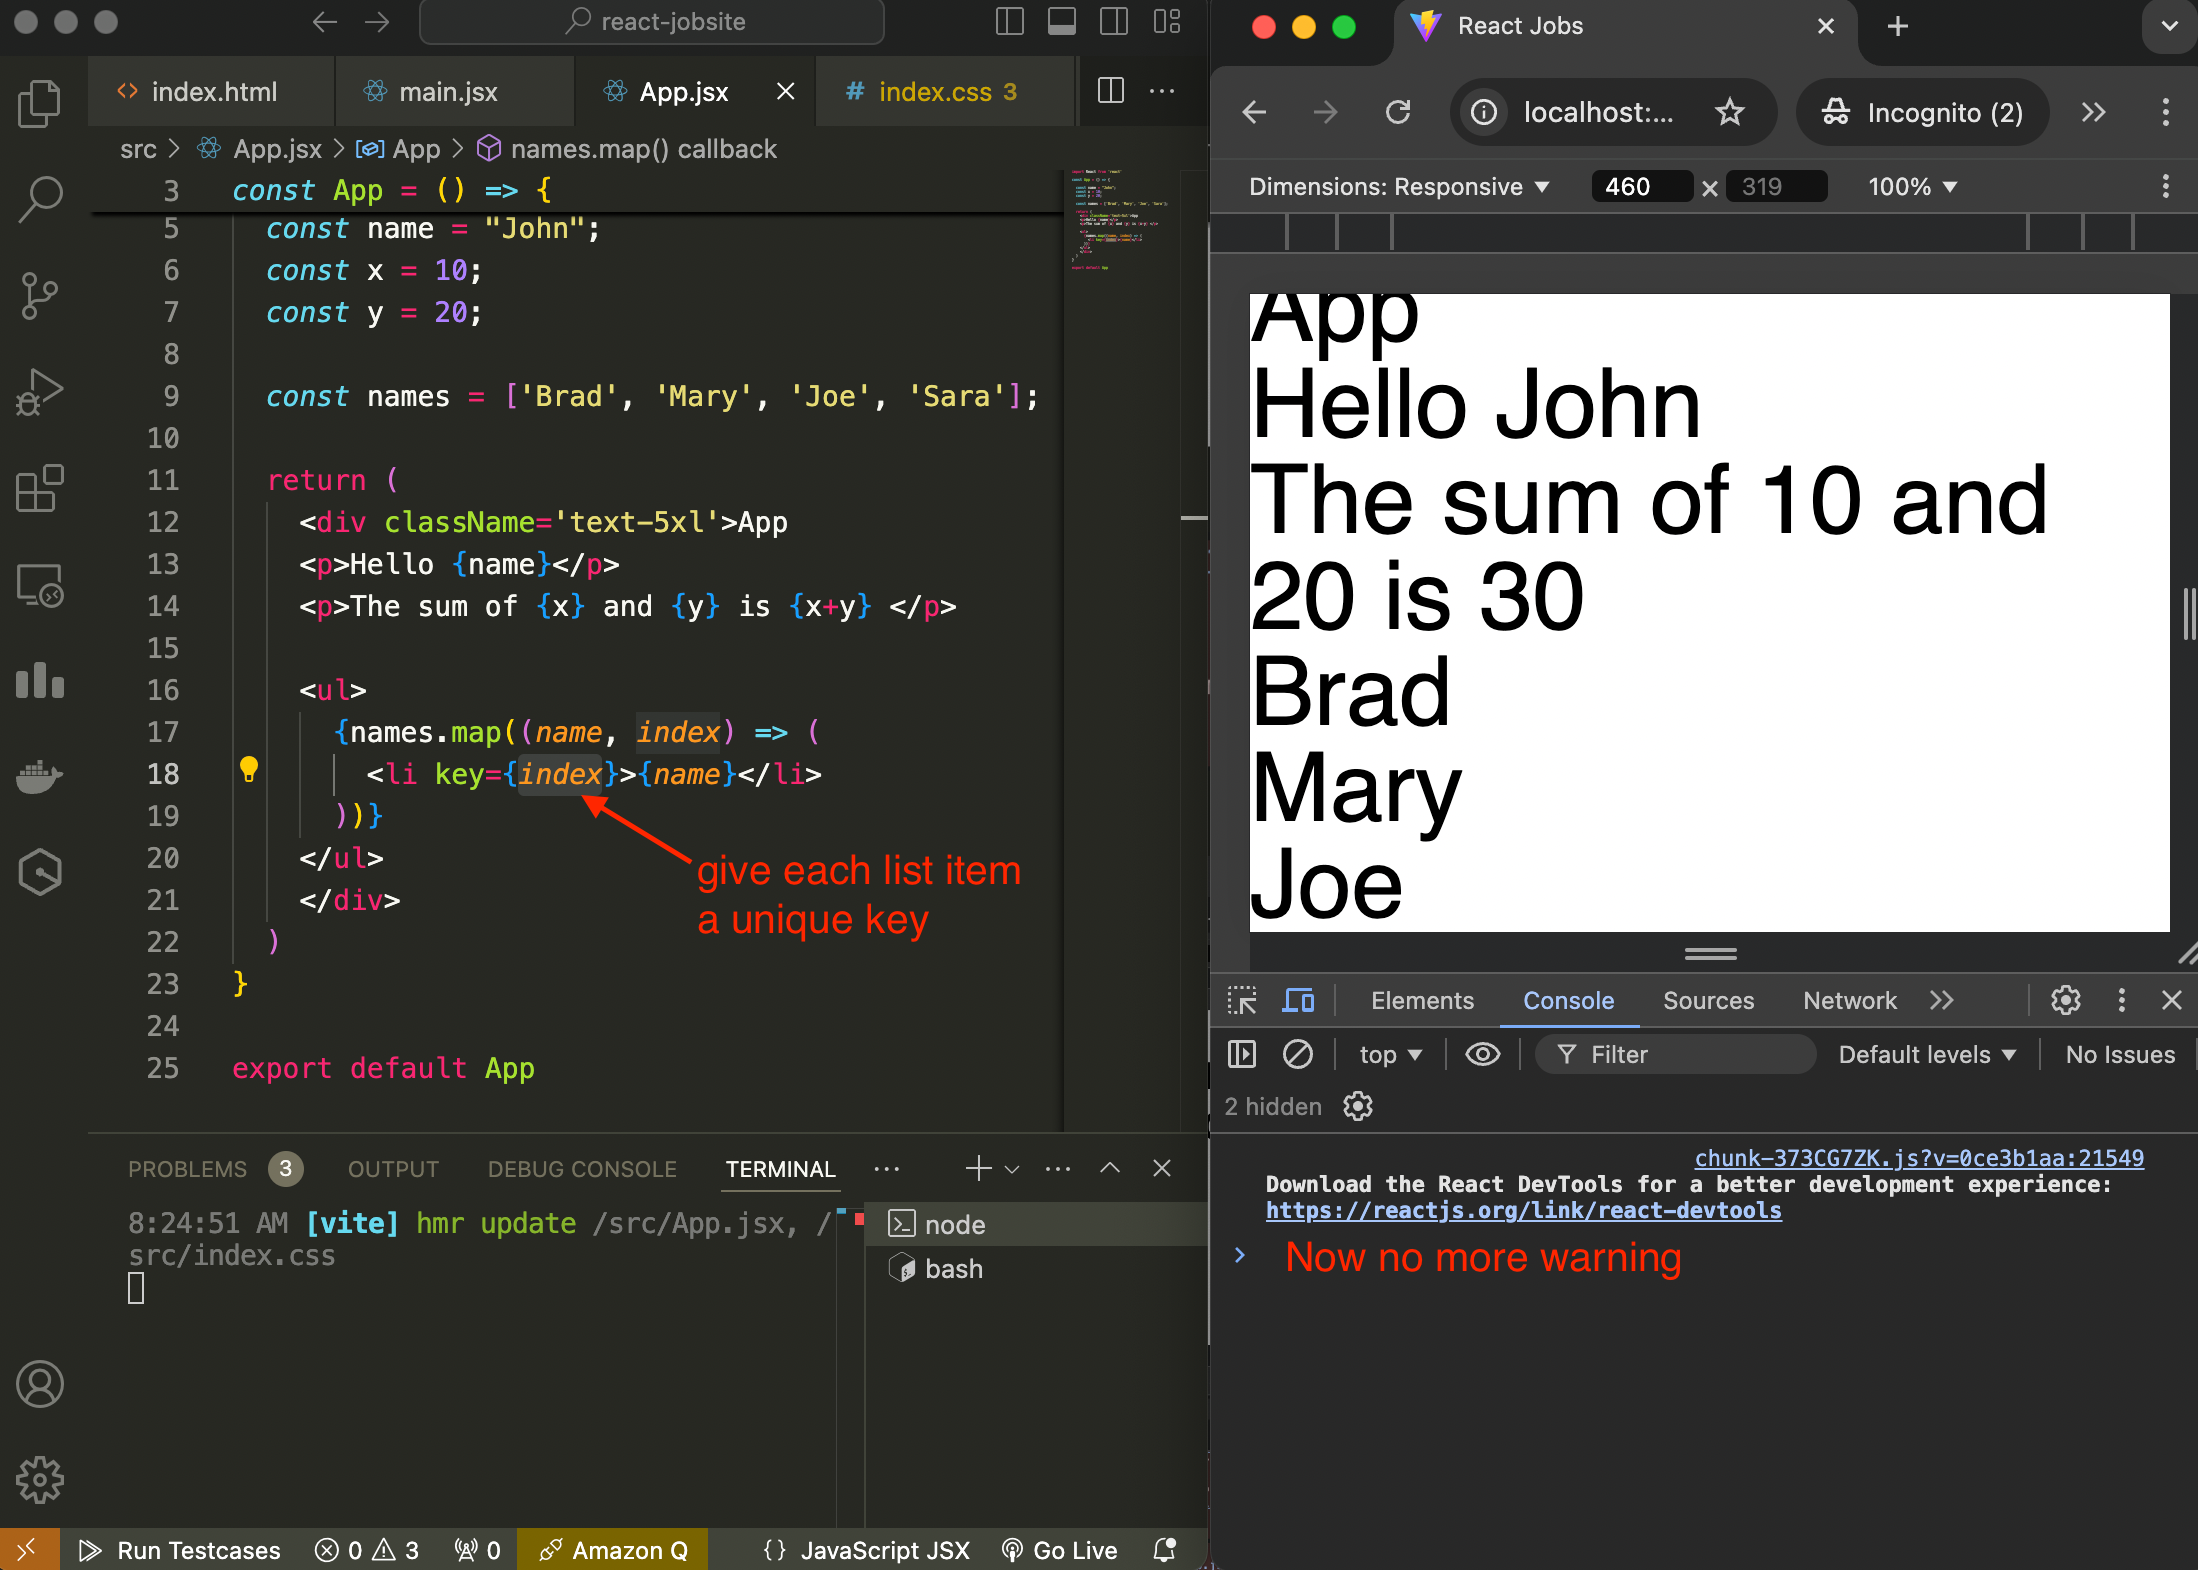 react-jobsite
index.html
main.jsx
App.jsx
# index.css 3
src > App.jsx > App > names.map() callback
3 const App = () => {
5 const name = "John";
6 const x = 10;
7 const y = 20;
8
9 const names = ['Brad', 'Mary', 'Joe', 'Sara'];
10
11 return (
12 <div className='text-5xl'>App
13 <p>Hello {name}</p>
14 <p>The sum of {x} and {y} is {x+y} </p>
15
16 <ul>
17 {names.map((name, index) => (
18 <li key={index}>{name}</li>
19 ))}
20 </ul>
21 </div>
22 )
23 }
24
25 export default App
give each list item
a unique key
PROBLEMS 3 OUTPUT DEBUG CONSOLE TERMINAL
8:24:51 AM [vite] hmr update /src/App.jsx, /
src/index.css
node
bash
Run Testcases 0 3 0 Amazon Q {} JavaScript JSX Go Live
React Jobs
localhost:... Incognito (2)
Dimensions: Responsive 460 × 319 100%
App
Hello John
The sum of 10 and
20 is 30
Brad
Mary
Joe
Elements Console Sources Network
top Filter Default levels No Issues
2 hidden
chunk-373CG7ZK.js?v=0ce3b1aa:21549
Download the React DevTools for a better development experience:
https://reactjs.org/link/react-devtools
Now no more warning